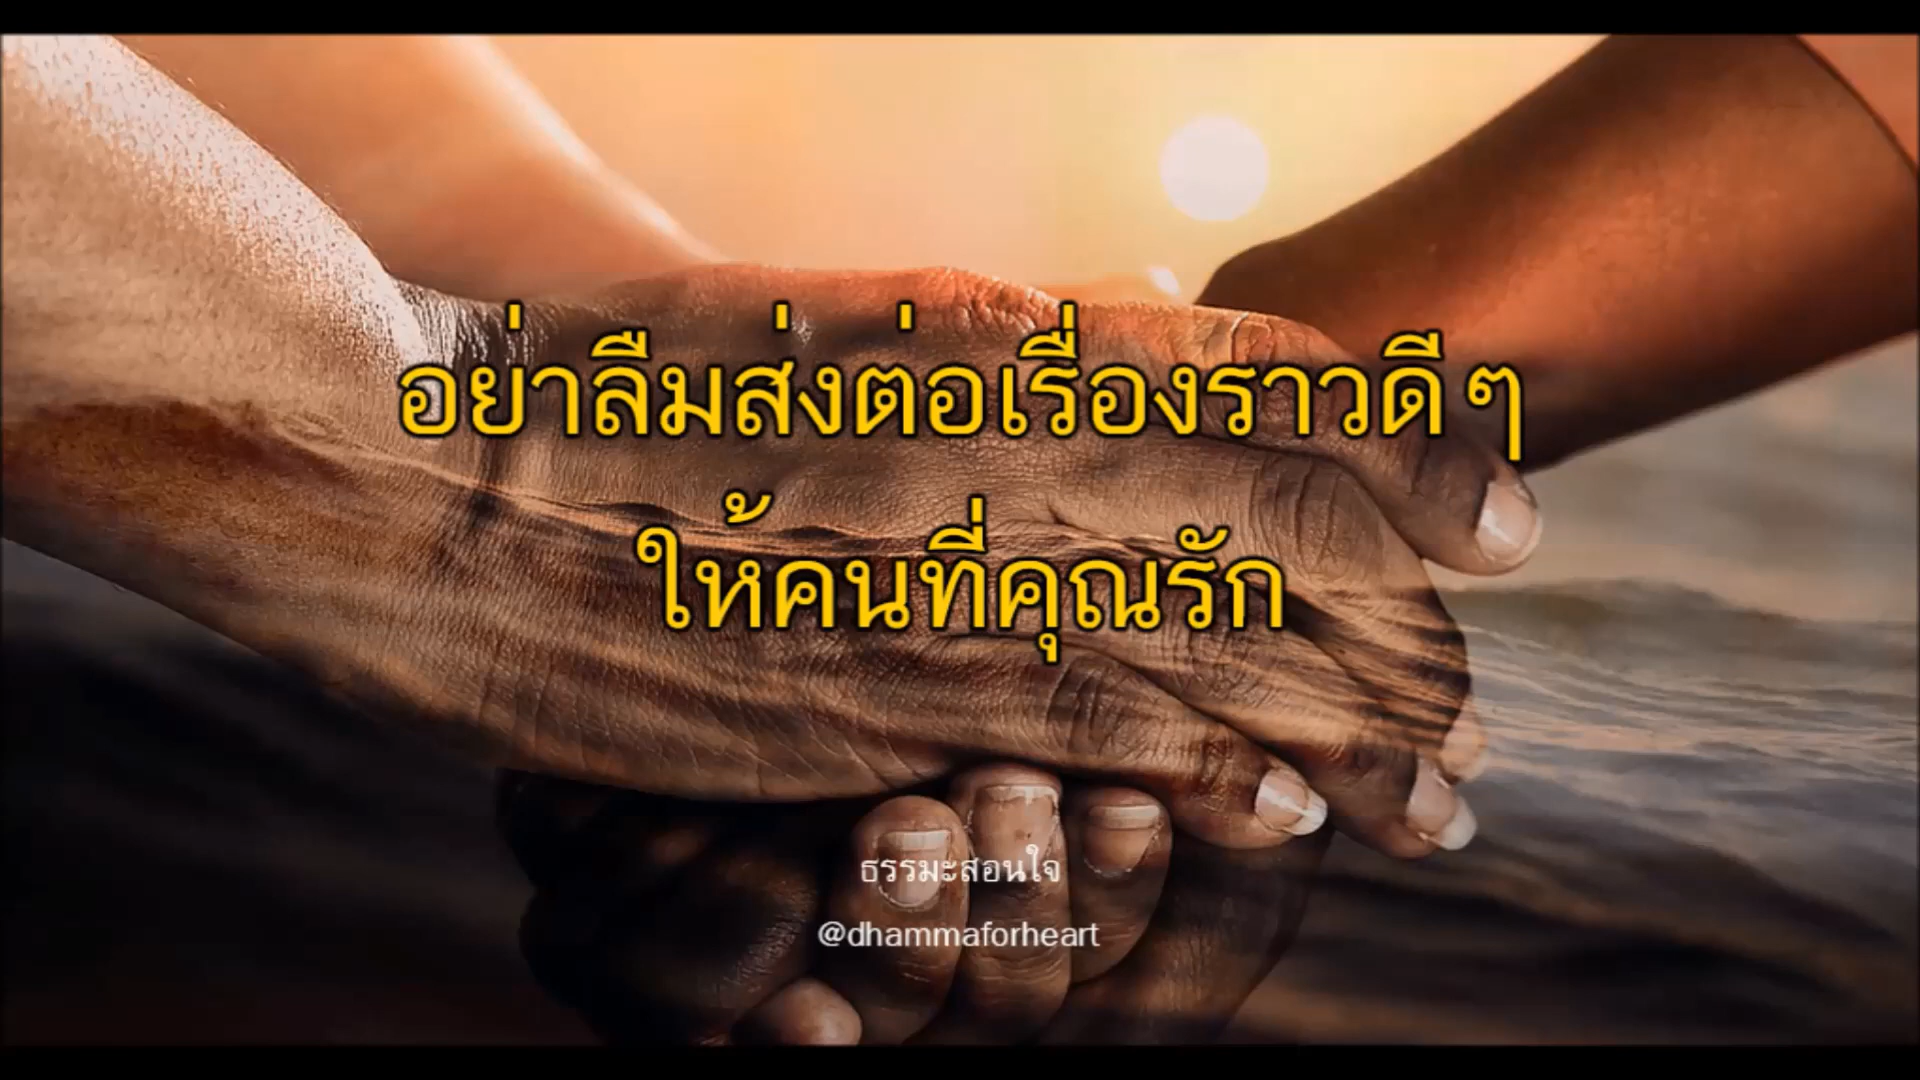 อย่าลืมส่งต่อเรื่องราวดีๆ
ให้คนที่คุณรัก
ธรรมะสอนใจ
@dhammaforheart